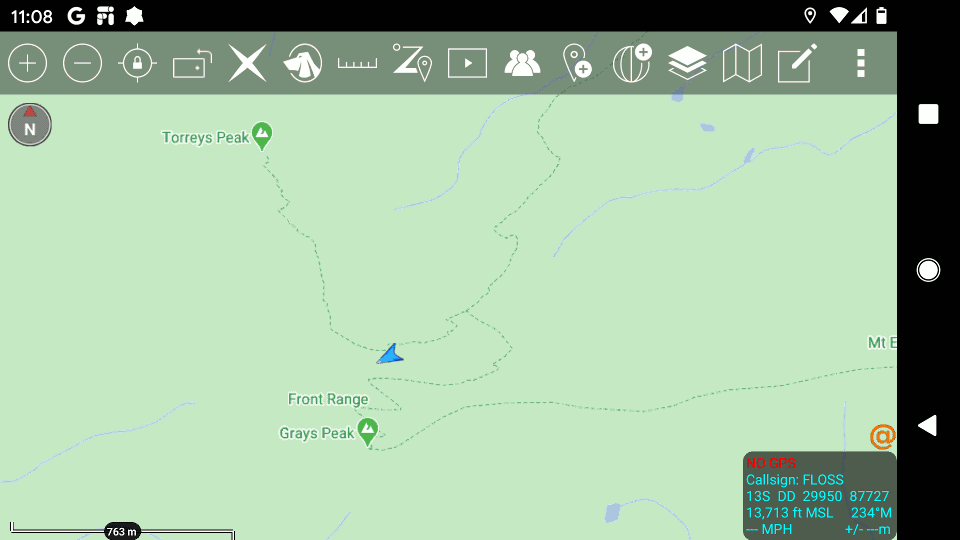 11:08 G
N
Torreys Peak
Mt E
Front Range
Grays Peak
@
NO GPS
Callsign: FLOSS
13S DD 29950 87727
13,713 ft MSL 234°M
--- MPH +/- ---m
763 m